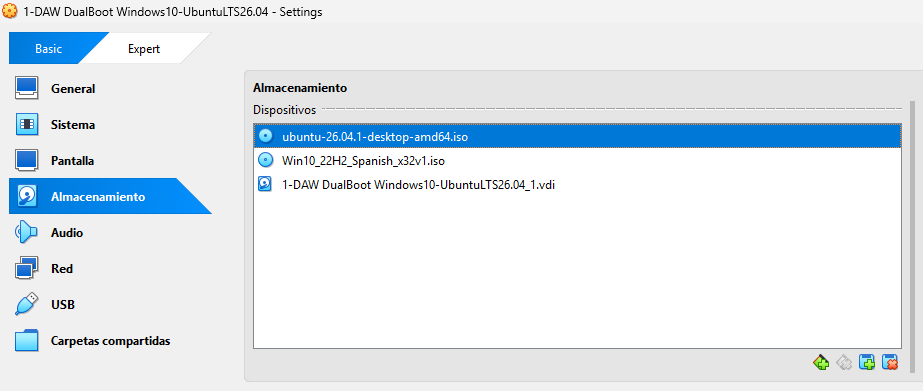 1-DAW DualBoot Windows10-UbuntuLTS26.04 - Settings
Basic
Expert
General
Sistema
Pantalla
Almacenamiento
Audio
Red
USB
Carpetas compartidas
Almacenamiento
Dispositivos
ubuntu-26.04.1-desktop-amd64.iso
Win10_22H2_Spanish_x32v1.iso
1-DAW DualBoot Windows10-UbuntuLTS26.04_1.vdi